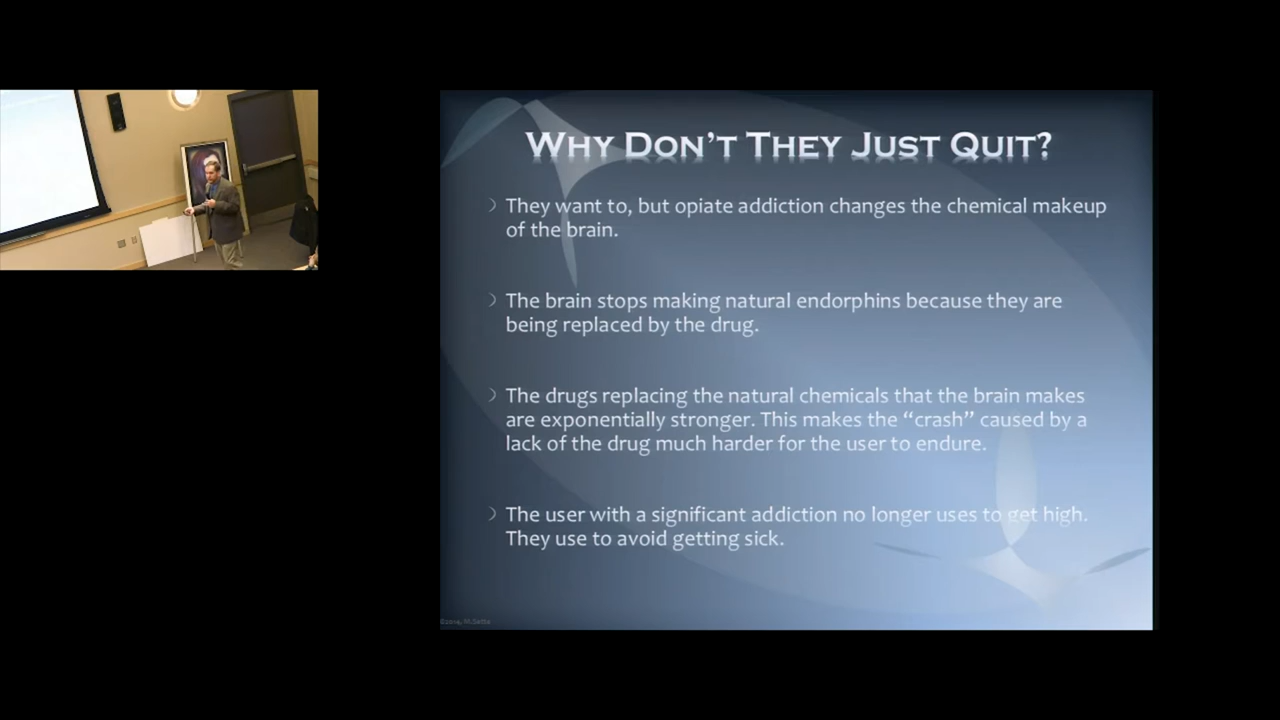 WHY DON'T THEY JUST QUIT?
They want to, but opiate addiction changes the chemical makeup
of the brain.
The brain stops making natural endorphins because they are
being replaced by the drug.
The drugs replacing the natural chemicals that the brain makes
are exponentially stronger. This makes the “crash” caused by a
lack of the drug much harder for the user to endure.
The user with a significant addiction no longer uses to get high.
They use to avoid getting sick.